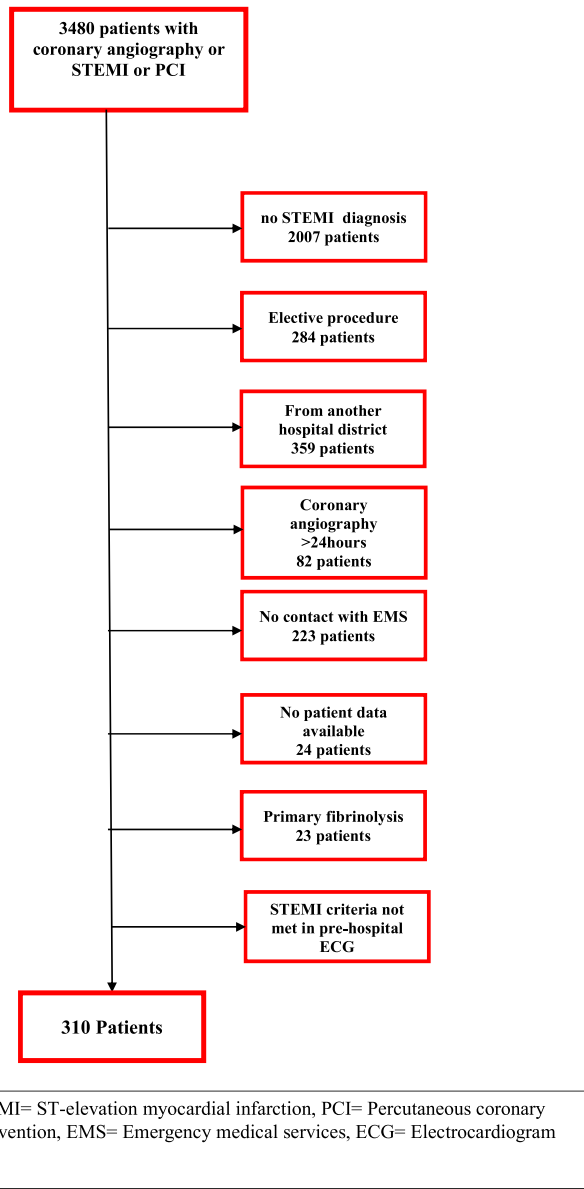 3480 patients with
coronary angiography or
STEMI or PCI
no STEMI diagnosis
2007 patients
Elective procedure
284 patients
From another
hospital district
359 patients
Coronary
angiography
>24hours
82 patients
No contact with EMS
223 patients
No patient data
available
24 patients
Primary fibrinolysis
23 patients
STEMI criteria not
met in pre-hospital
ECG
310 Patients
MI= ST-elevation myocardial infarction, PCI= Percutaneous coronary
vention, EMS= Emergency medical services, ECG= Electrocardiogram